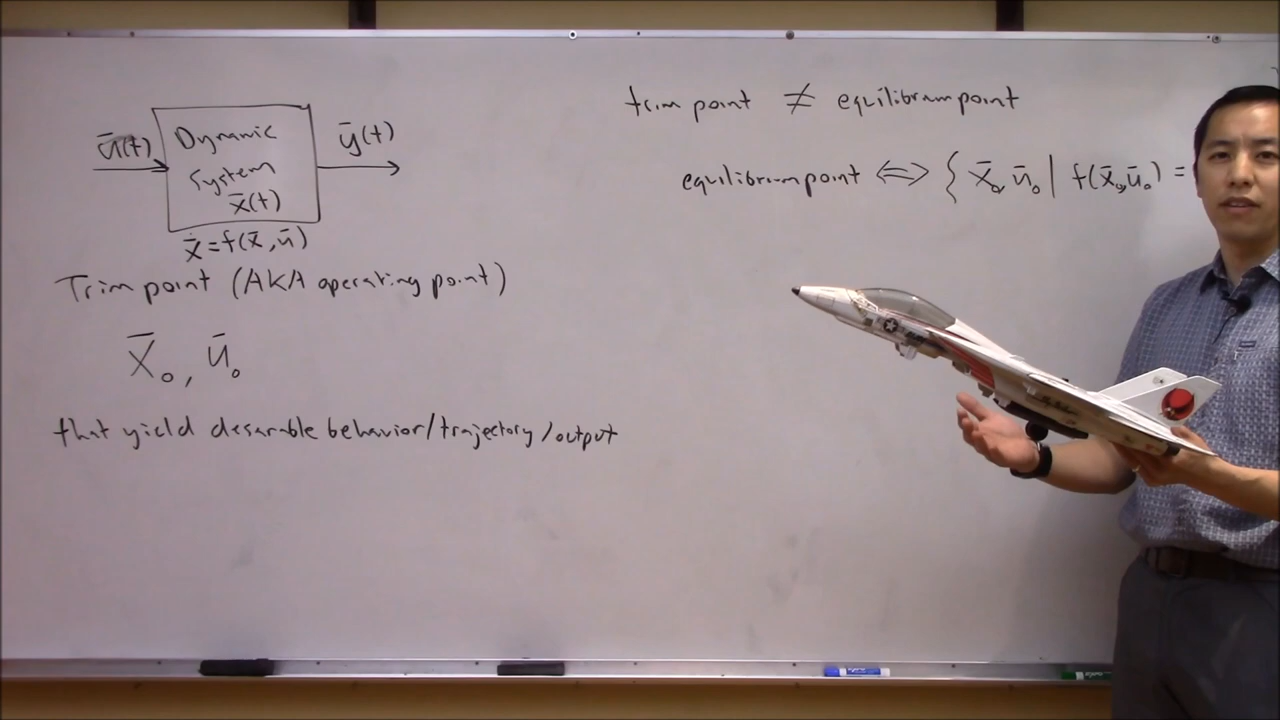 ū(t) Dynamic ȳ(t)
System
x̄(t)
ẋ̄ = f(x̄, ū)
Trim point (AKA operating point)
x̄₀, ū₀
that yield desarable behavior/trajectory/output
trim point ≠ equilibrium point
equilibrium point ⇔ { x̄₀, ū₀ | f(x̄₀, ū₀) =